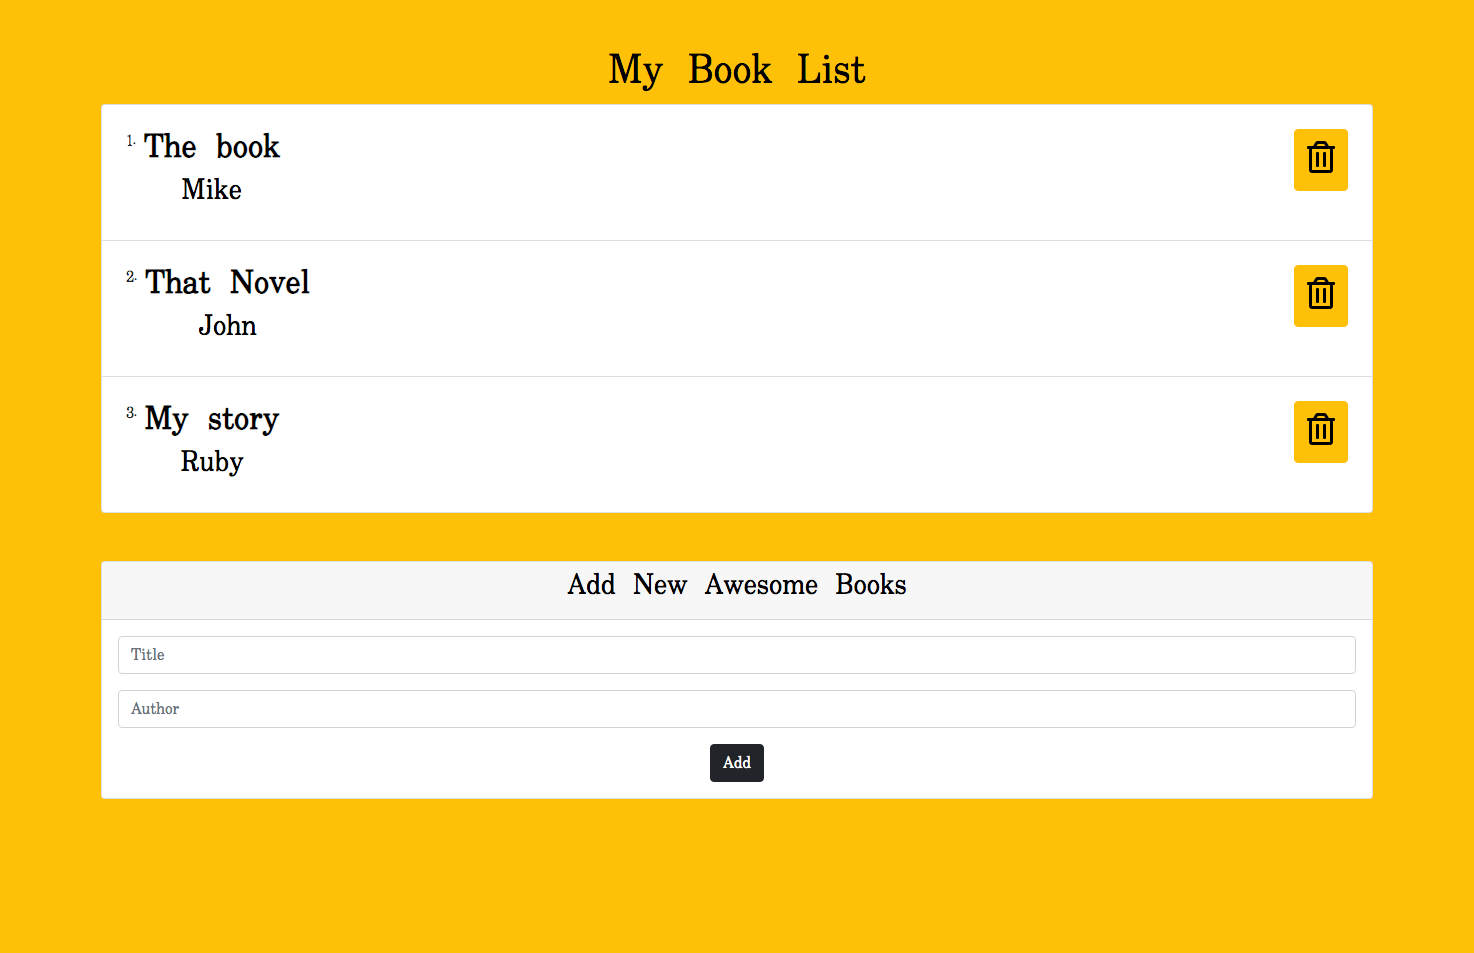 My Book List
1. The book
Mike
2. That Novel
John
3. My story
Ruby
Add New Awesome Books
Title
Author
Add